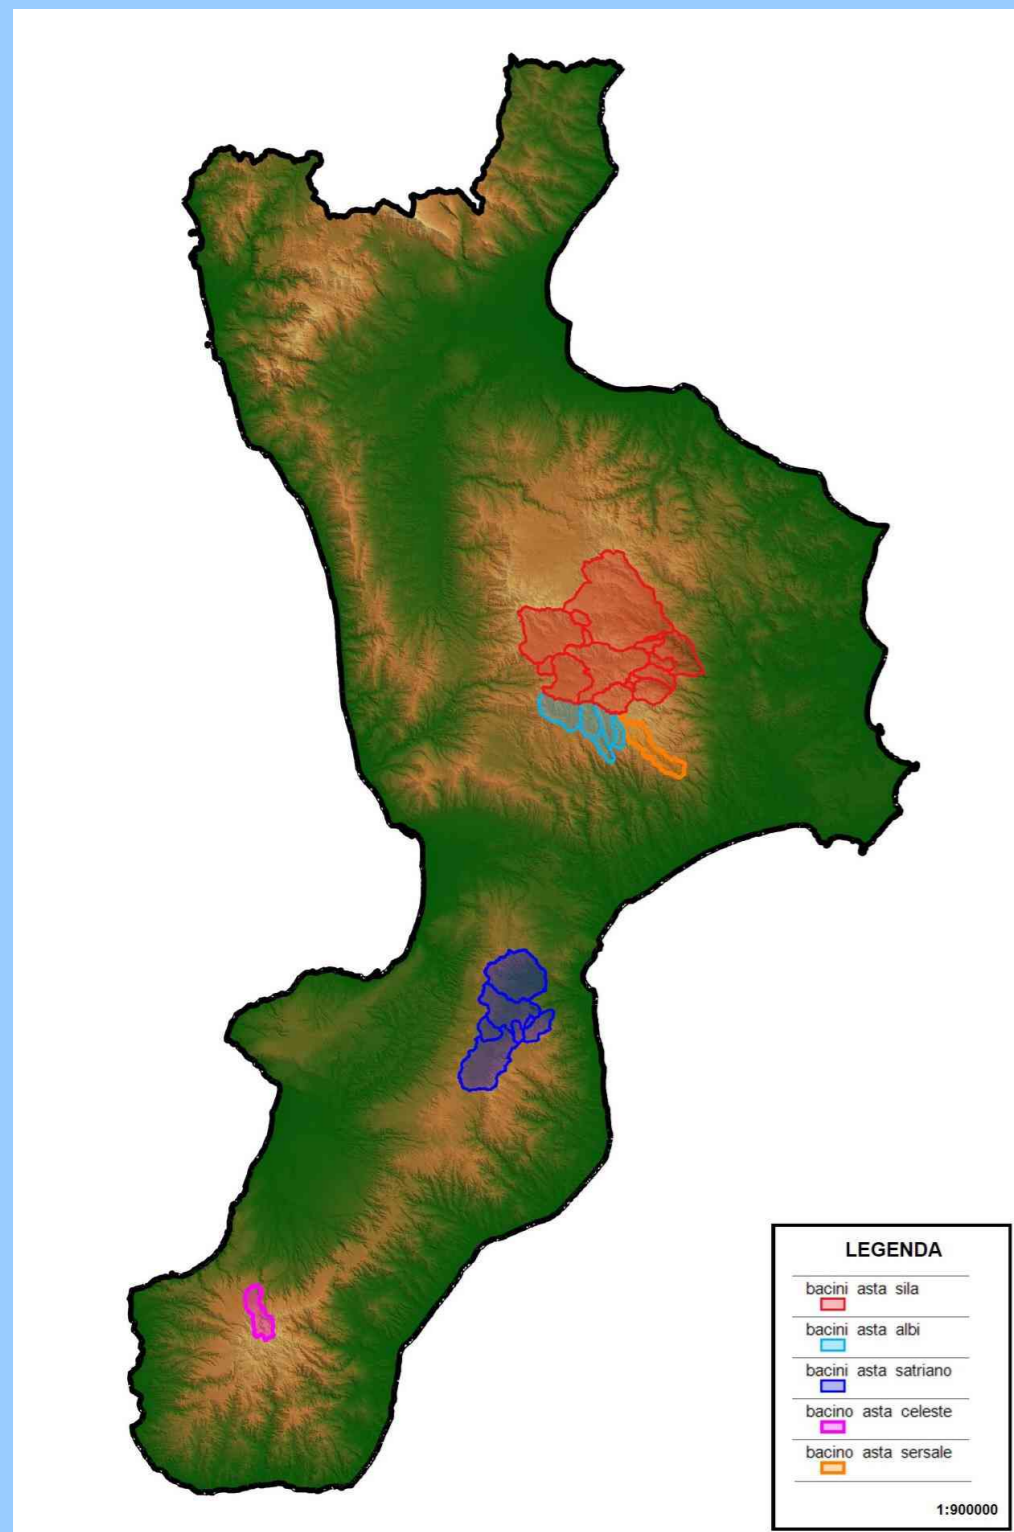 LEGENDA
bacini asta sila
bacini asta albi
bacini asta satriano
bacino asta celeste
bacino asta sersale
1:900000